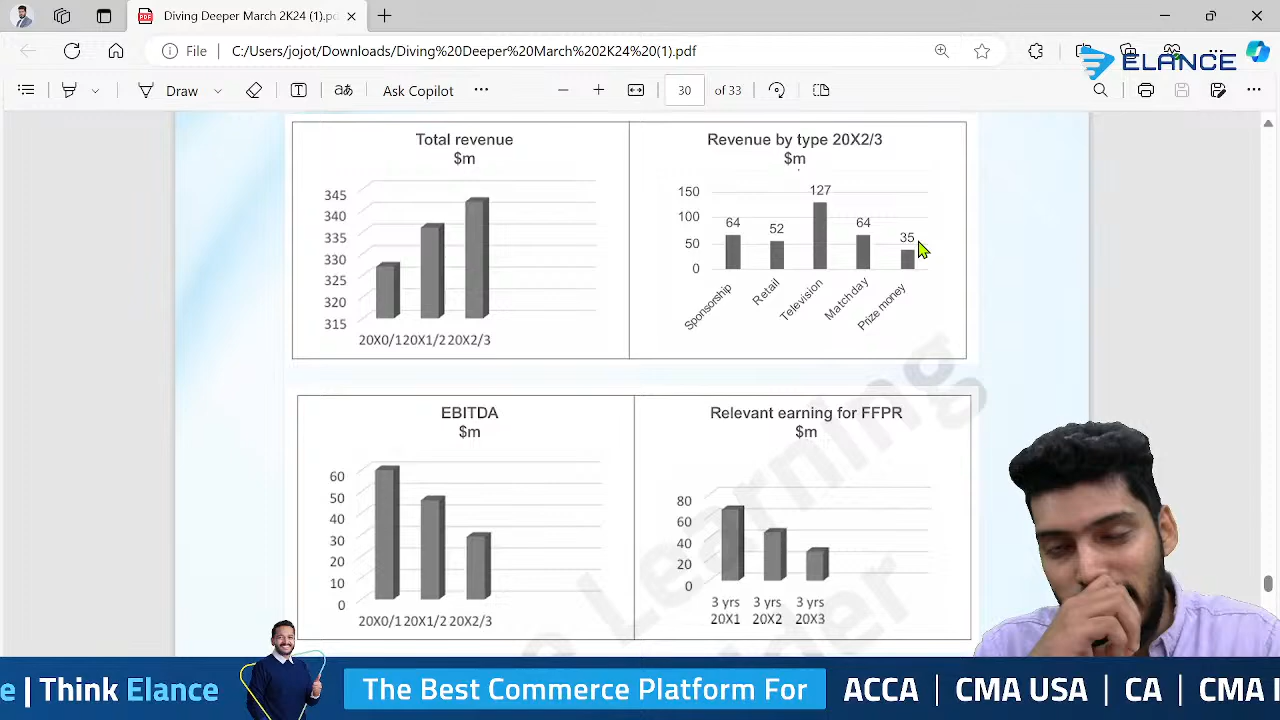 Diving Deeper March 2K24 (1).pd
File
C:/Users/jojot/Downloads/Diving%20Deeper%20March%202K24%20(1).pdf
ELANCE
Draw
aあ
Ask Copilot
30
of 33
Total revenue
$m
345
340
335
330
325
320
315
20X0/1 20X1/2 20X2/3
Revenue by type 20X2/3
$m
150
100
50
0
64
52
127
64
35
Sponsorship
Retail
Television
Matchday
Prize money
EBITDA
$m
60
50
40
30
20
10
0
20X0/1 20X1/2 20X2/3
Relevant earning for FFPR
$m
80
60
40
20
0
3 yrs 3 yrs 3 yrs
20X1 20X2 20X3
Learning
e | Think Elance
The Best Commerce Platform For
ACCA | CMA USA | CA | CMA I